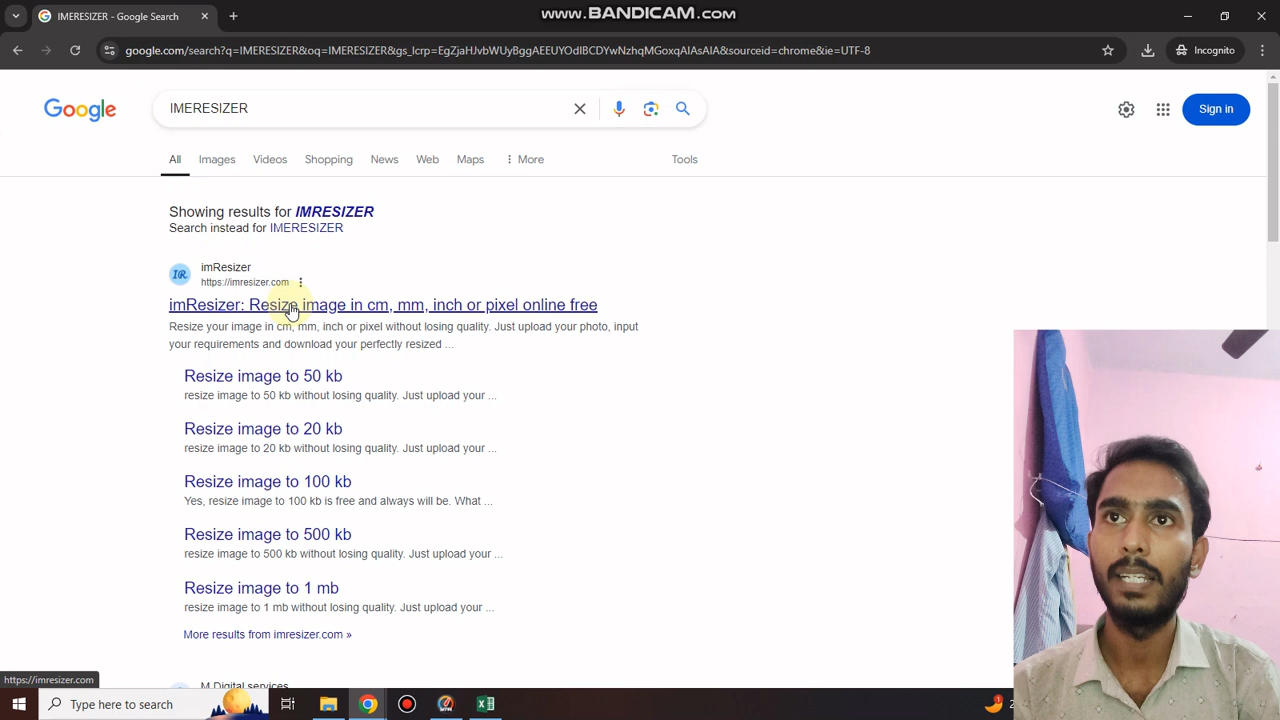 IMERESIZER - Google Search
www.BANDICAM.com
google.com/search?q=IMERESIZER&oq=IMERESIZER&gs_lcrp=EgZjaHJvbWUyBggAEEUYOdIBCDYwNzhqMGoxqAIAsAIA&sourceid=chrome&ie=UTF-8
Incognito
Google
IMERESIZER
Sign in
All
Images
Videos
Shopping
News
Web
Maps
More
Tools
Showing results for IMRESIZER
Search instead for IMERESIZER
IR
imResizer
https://imresizer.com
imResizer: Resize image in cm, mm, inch or pixel online free
Resize your image in cm, mm, inch or pixel without losing quality. Just upload your photo, input
your requirements and download your perfectly resized ...
Resize image to 50 kb
resize image to 50 kb without losing quality. Just upload your ...
Resize image to 20 kb
resize image to 20 kb without losing quality. Just upload your ...
Resize image to 100 kb
Yes, resize image to 100 kb is free and always will be. What ...
Resize image to 500 kb
resize image to 500 kb without losing quality. Just upload your ...
Resize image to 1 mb
resize image to 1 mb without losing quality. Just upload your ...
More results from imresizer.com »
https://imresizer.com
M Digital services
Type here to search